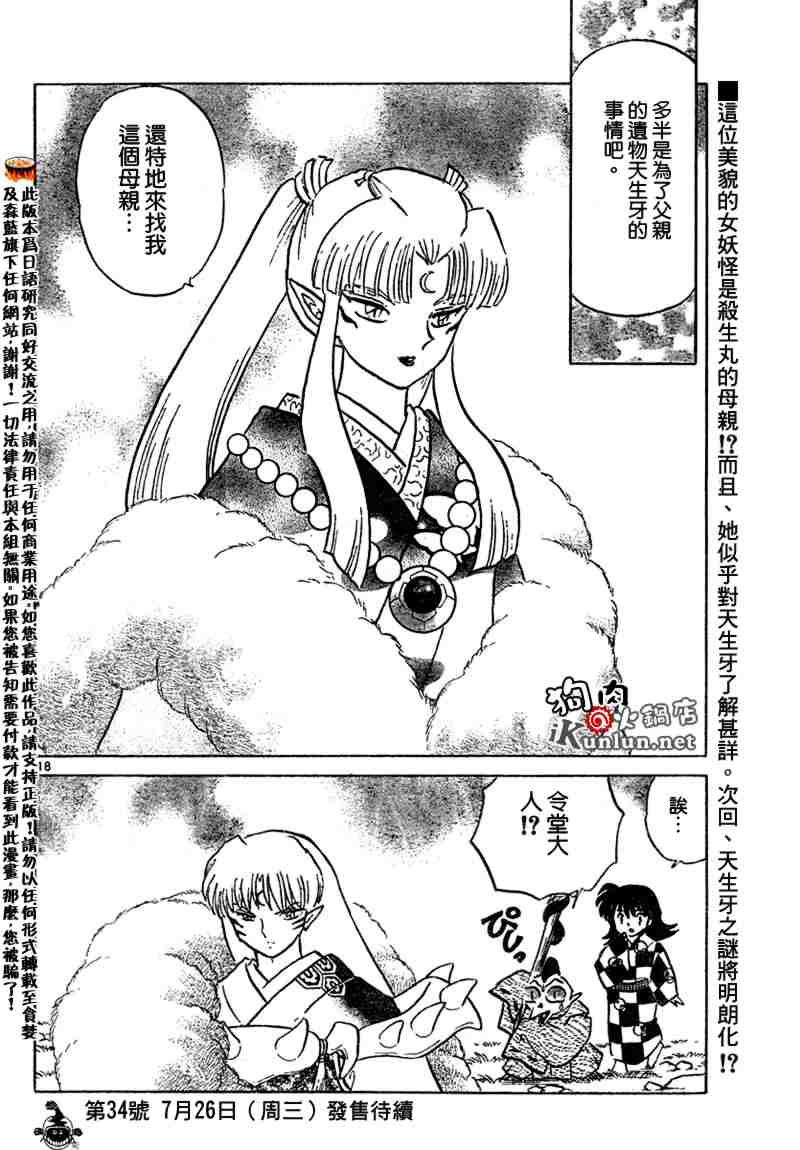 多半是為了父親
的遺物天生牙的
事情吧。
還特地來找我
這個母親…
■這位美貌的女妖怪是殺生丸的母親!?而且、她似乎對天生牙了解甚詳。次回、天生牙之謎將明朗化!?
此版本爲日語研究同好交流之用,請勿用于任何商業用途。如您喜歡此作品,請支持正版!請勿以任何形式轉載至貪婪
及森藍旗下任何網站,謝謝!一切法律責任與本組無關。如果您被告知需要付款才能看到此漫畫,那麼,您被騙了!
狗肉火鍋店
iKunlun.net
18
誒…
令堂大
人!?
ぴくっ
第34號 7月26日(周三)發售待續